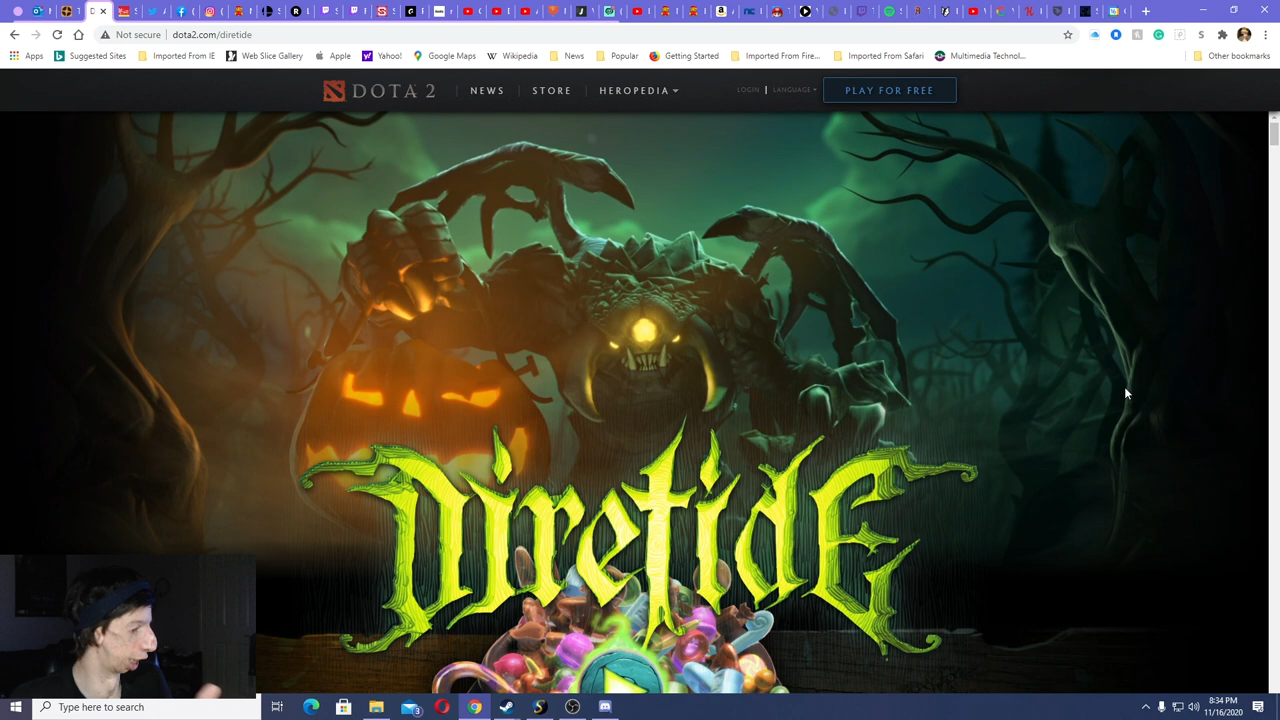 Not secure | dota2.com/diretide
Apps Suggested Sites Imported From IE Web Slice Gallery Apple Yahoo! Google Maps Wikipedia News Popular Getting Started Imported From Fire... Imported From Safari Multimedia Technol... Other bookmarks
DOTA 2 NEWS STORE HEROPEDIA LOGIN | LANGUAGE PLAY FOR FREE
DiretidE
Type here to search
3
8:34 PM
11/16/2020